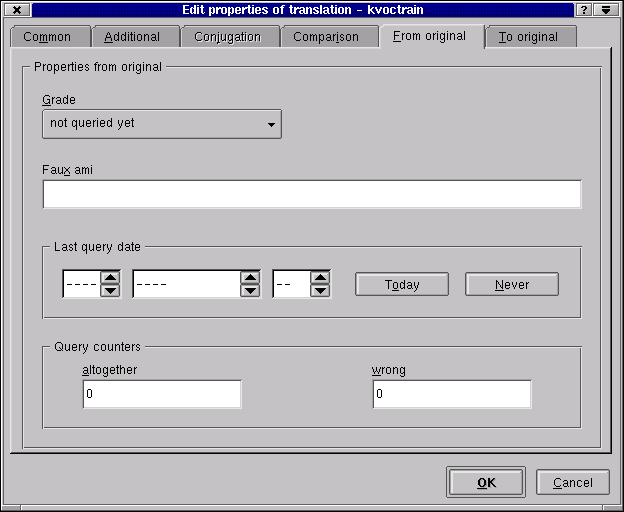 Edit properties of translation - kvoctrain ?
Common Additional Conjugation Comparison From original To original
Properties from original
Grade
not queried yet
Faux ami
Last query date
---- ---- -- Today Never
Query counters
altogether wrong
0 0
OK Cancel